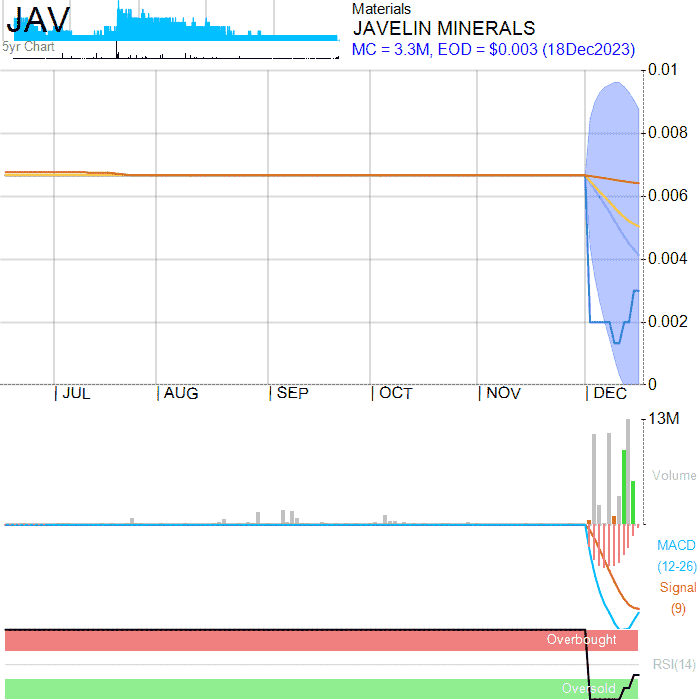 JAV
5yr Chart
Materials
JAVELIN MINERALS
MC = 3.3M, EOD = $0.003 (18Dec2023)
0.01
0.008
0.006
0.004
0.002
0
JUL AUG SEP OCT NOV DEC
13M
Volume
MACD
(12-26)
Signal
(9)
Overbought
RSI(14)
Oversold